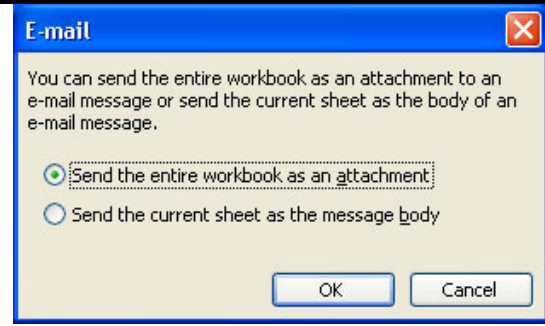 E-mail
You can send the entire workbook as an attachment to an
e-mail message or send the current sheet as the body of an
e-mail message.
Send the entire workbook as an attachment
Send the current sheet as the message body
OK Cancel